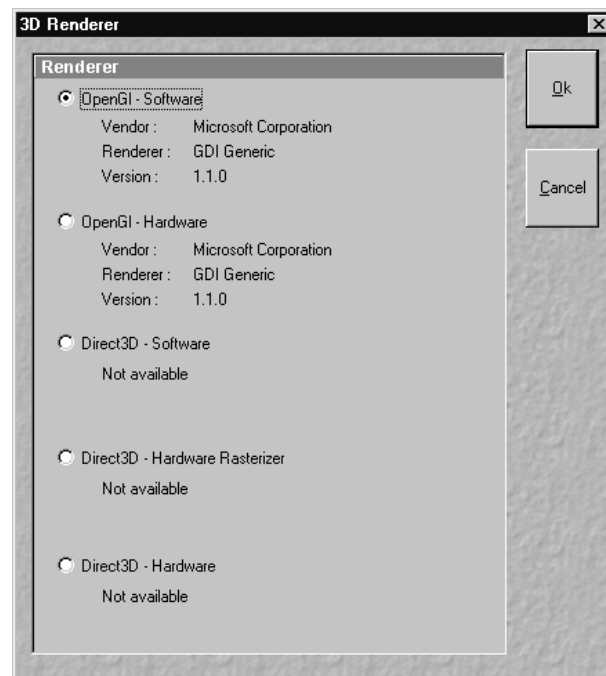 3D Renderer
Renderer
OpenGl - Software
Vendor : Microsoft Corporation
Renderer : GDI Generic
Version : 1.1.0
OpenGl - Hardware
Vendor : Microsoft Corporation
Renderer : GDI Generic
Version : 1.1.0
Direct3D - Software
Not available
Direct3D - Hardware Rasterizer
Not available
Direct3D - Hardware
Not available
Ok
Cancel